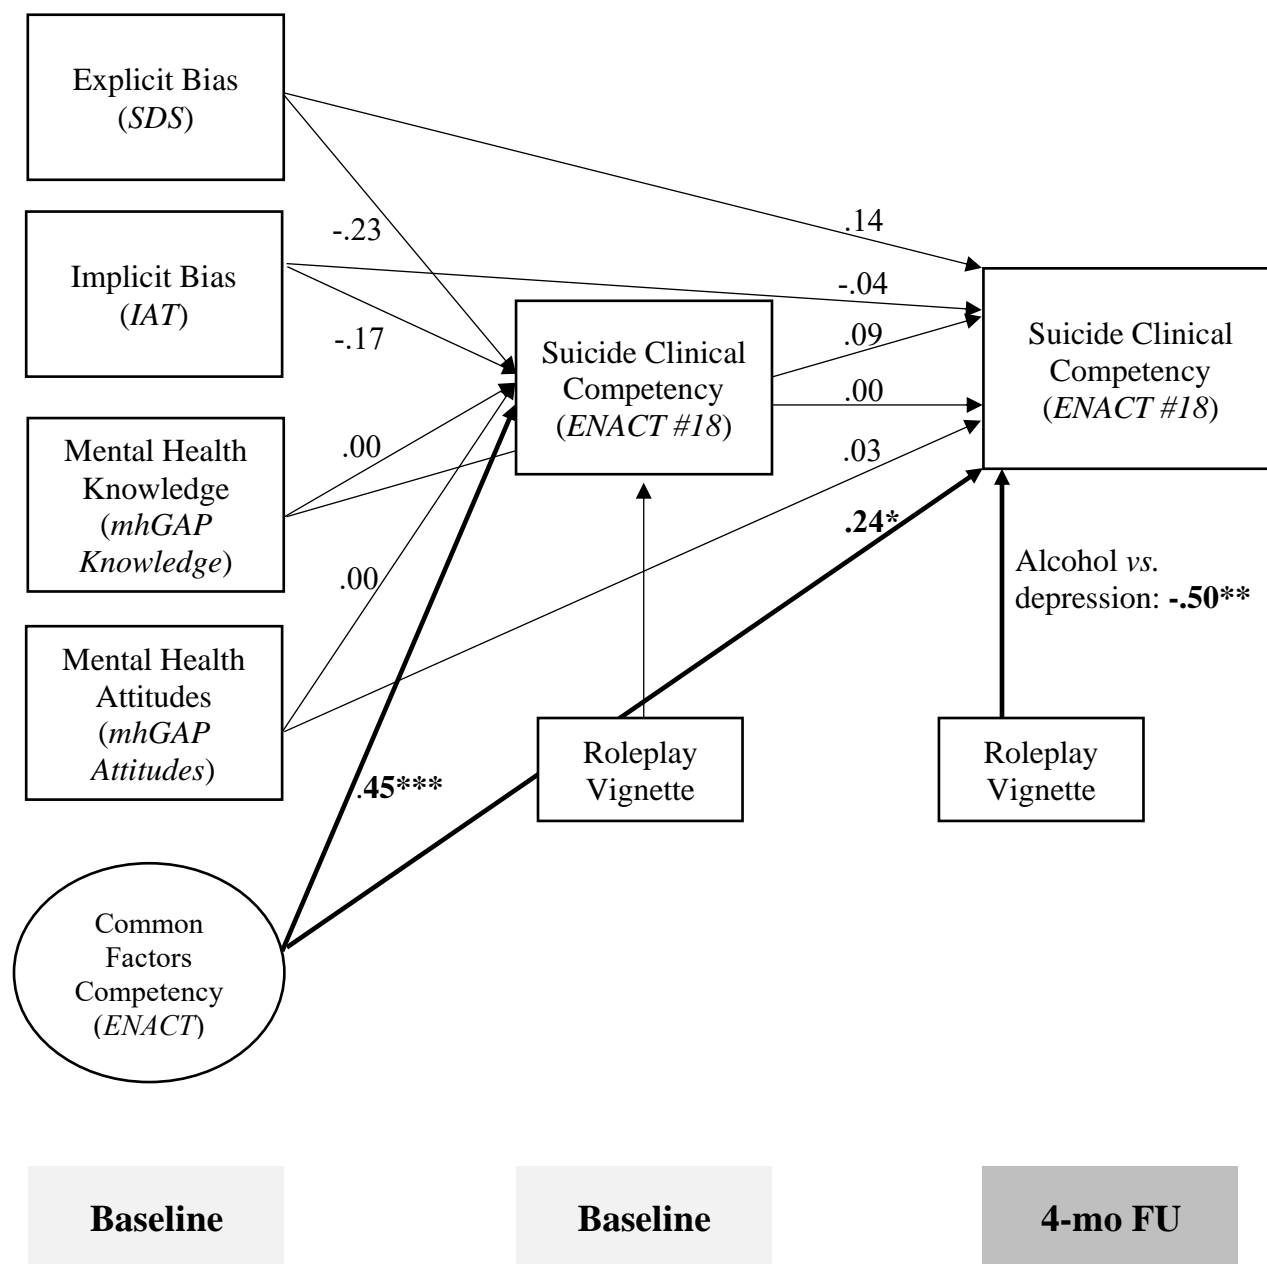 Explicit Bias
(SDS)
.14
-.23
Implicit Bias
(IAT)
-.04
-.17
.09
Suicide Clinical
Competency
(ENACT #18)
Suicide Clinical
Competency
(ENACT #18)
.00
.03
Mental Health
Knowledge
(mhGAP
Knowledge)
.00
.24*
.00
Alcohol vs.
depression: -.50**
Mental Health
Attitudes
(mhGAP
Attitudes)
.45***
Roleplay
Vignette
Roleplay
Vignette
Common
Factors
Competency
(ENACT)
Baseline
Baseline
4-mo FU